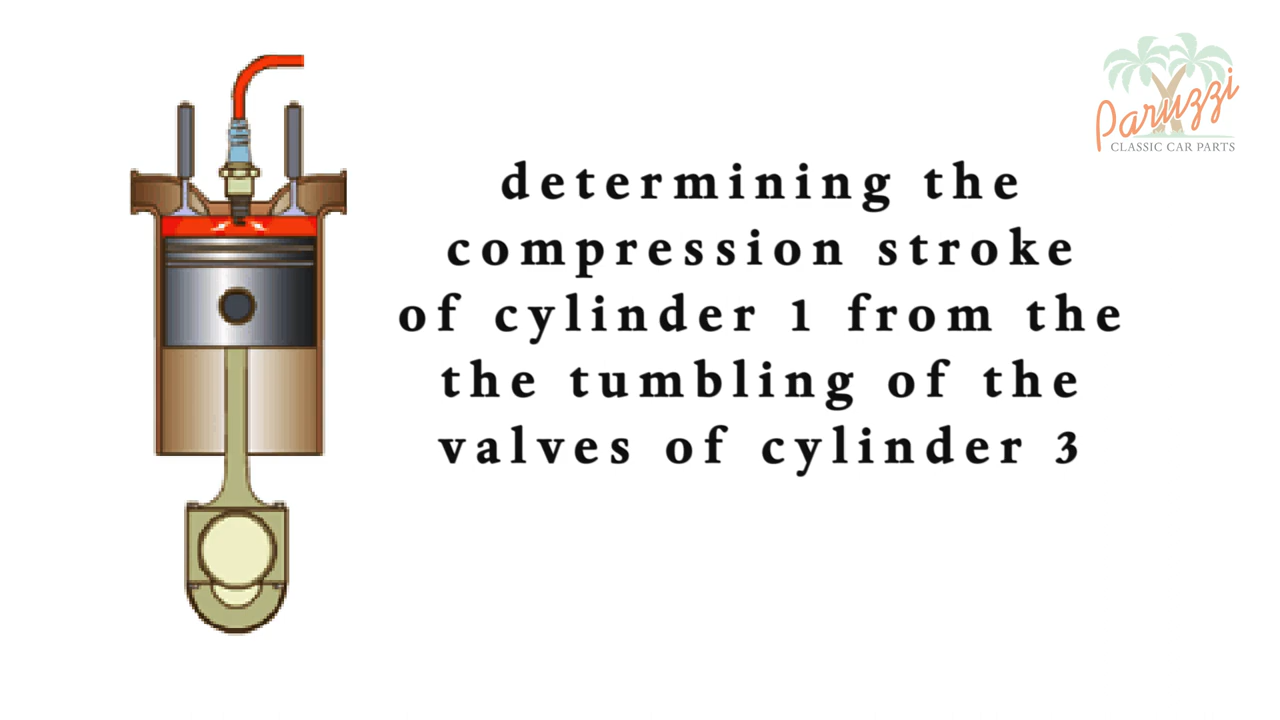 Paruzzi
CLASSIC CAR PARTS
determining the
compression stroke
of cylinder 1 from the
the tumbling of the
valves of cylinder 3